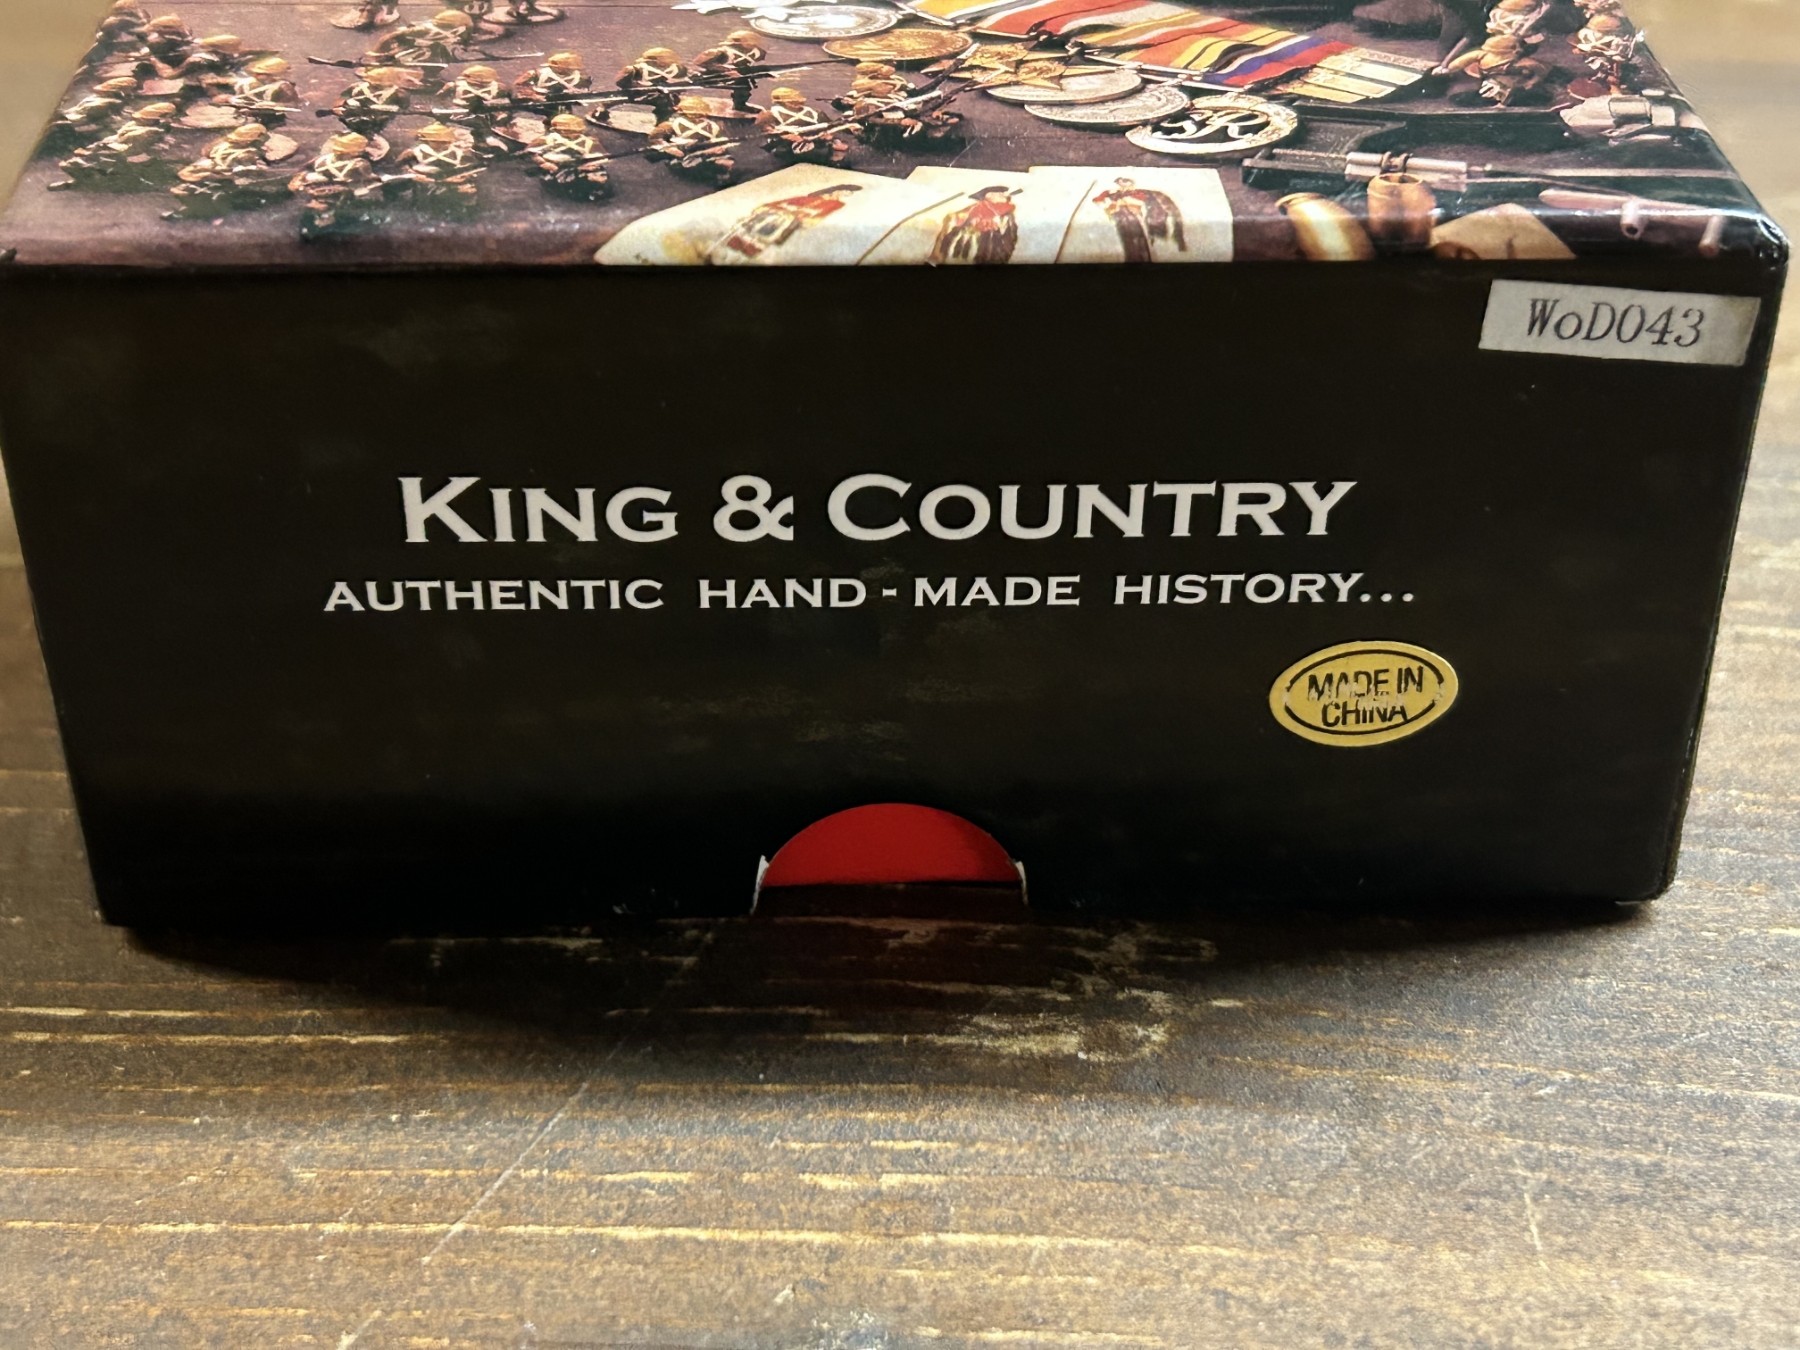 WoD043
KING & COUNTRY
AUTHENTIC HAND-MADE HISTORY...
MADE IN
CHINA